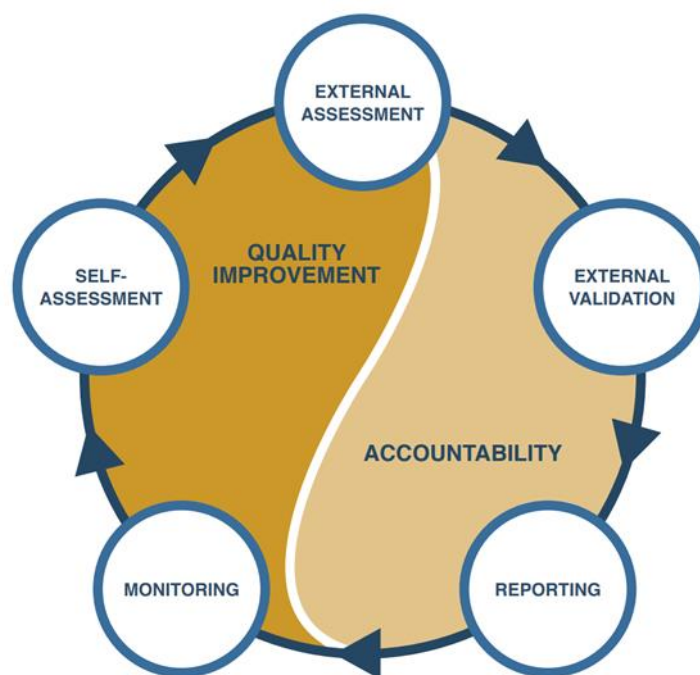 EXTERNAL
ASSESSMENT
QUALITY
IMPROVEMENT
SELF-
ASSESSMENT
EXTERNAL
VALIDATION
ACCOUNTABILITY
MONITORING
REPORTING